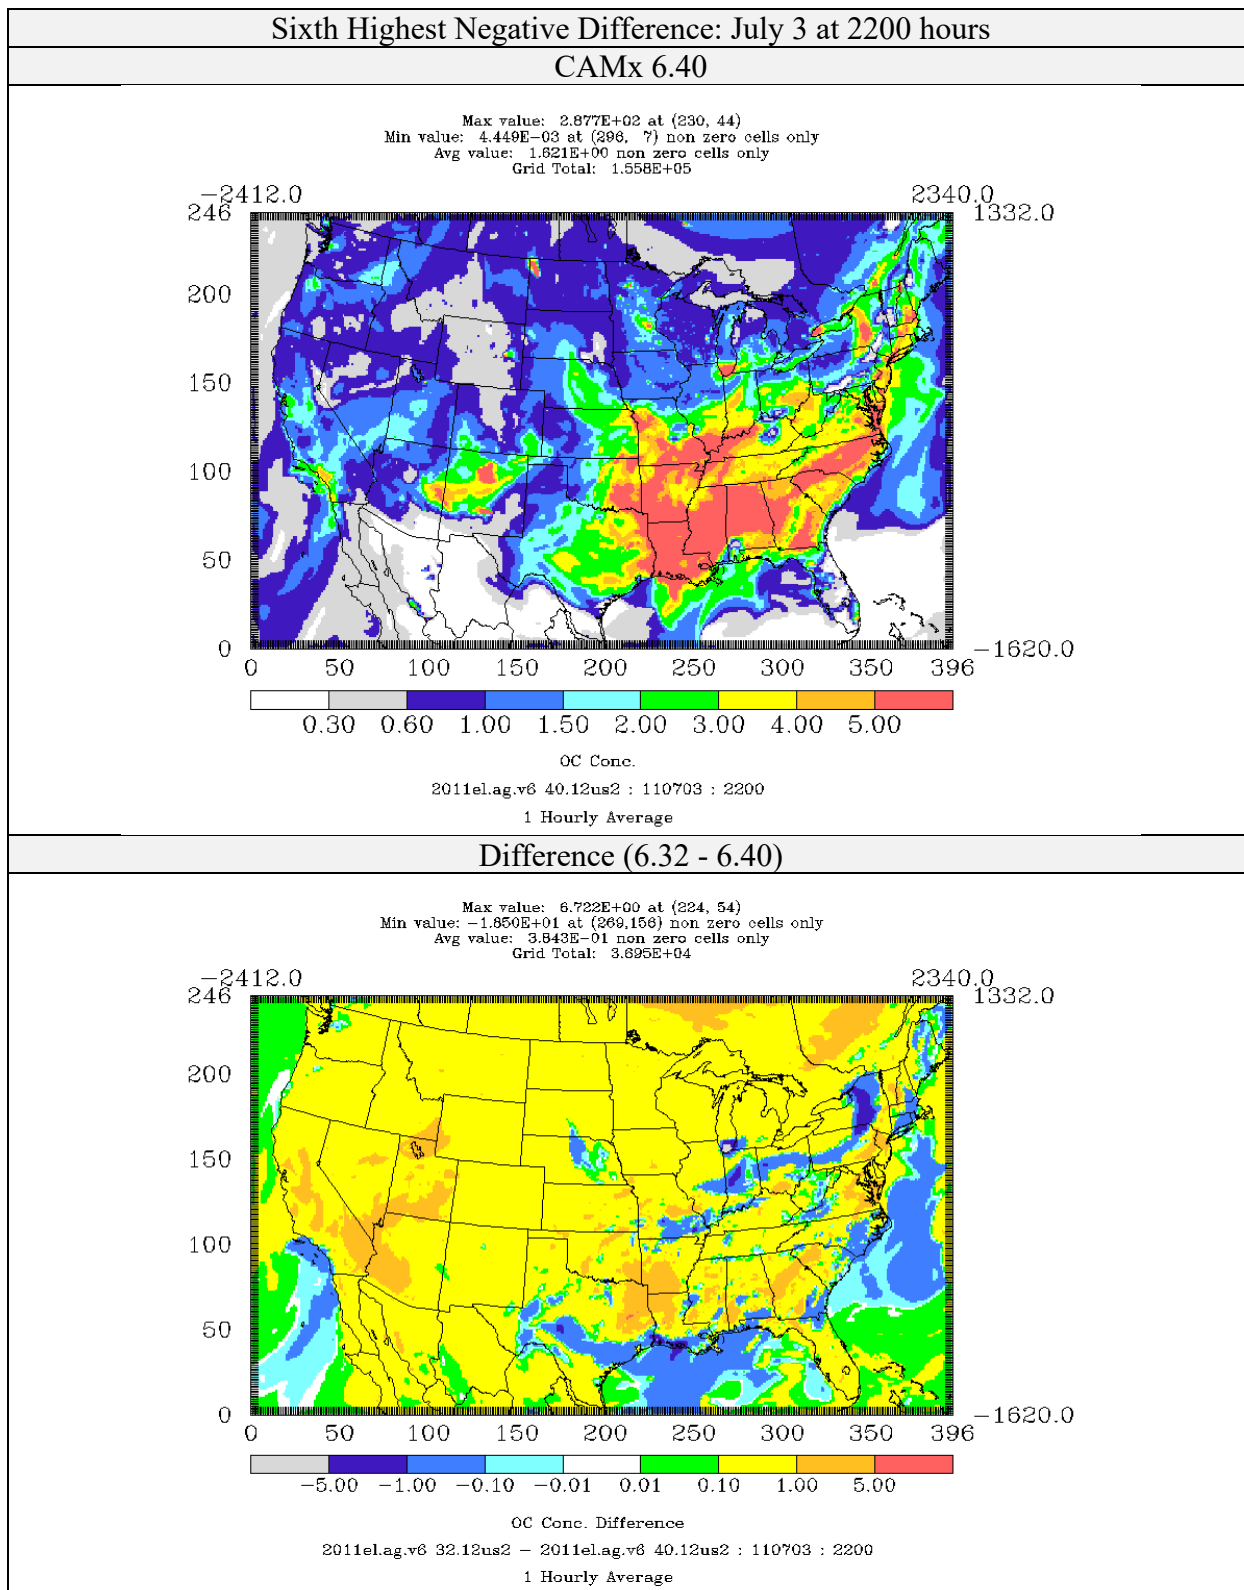 Sixth Highest Negative Difference: July 3 at 2200 hours
CAMx 6.40
Max value: 2.877E+02 at (230, 44)
Min value: 4.449E-03 at (296, 7) non zero cells only
Avg value: 1.621E+00 non zero cells only
Grid Total: 1.558E+05
-2412.0 2340.0
246 1332.0
200
150
100
50
0 -1620.0
0 50 100 150 200 250 300 350 396
0.30 0.60 1.00 1.50 2.00 3.00 4.00 5.00
OC Conc.
2011el.ag.v6 40.12us2 : 110703 : 2200
1 Hourly Average
Difference (6.32 - 6.40)
Max value: 6.722E+00 at (224, 54)
Min value: -1.850E+01 at (269,156) non zero cells only
Avg value: 3.843E-01 non zero cells only
Grid Total: 3.695E+04
-2412.0 2340.0
246 1332.0
200
150
100
50
0 -1620.0
0 50 100 150 200 250 300 350 396
-5.00 -1.00 -0.10 -0.01 0.01 0.10 1.00 5.00
OC Conc. Difference
2011el.ag.v6 32.12us2 - 2011el.ag.v6 40.12us2 : 110703 : 2200
1 Hourly Average